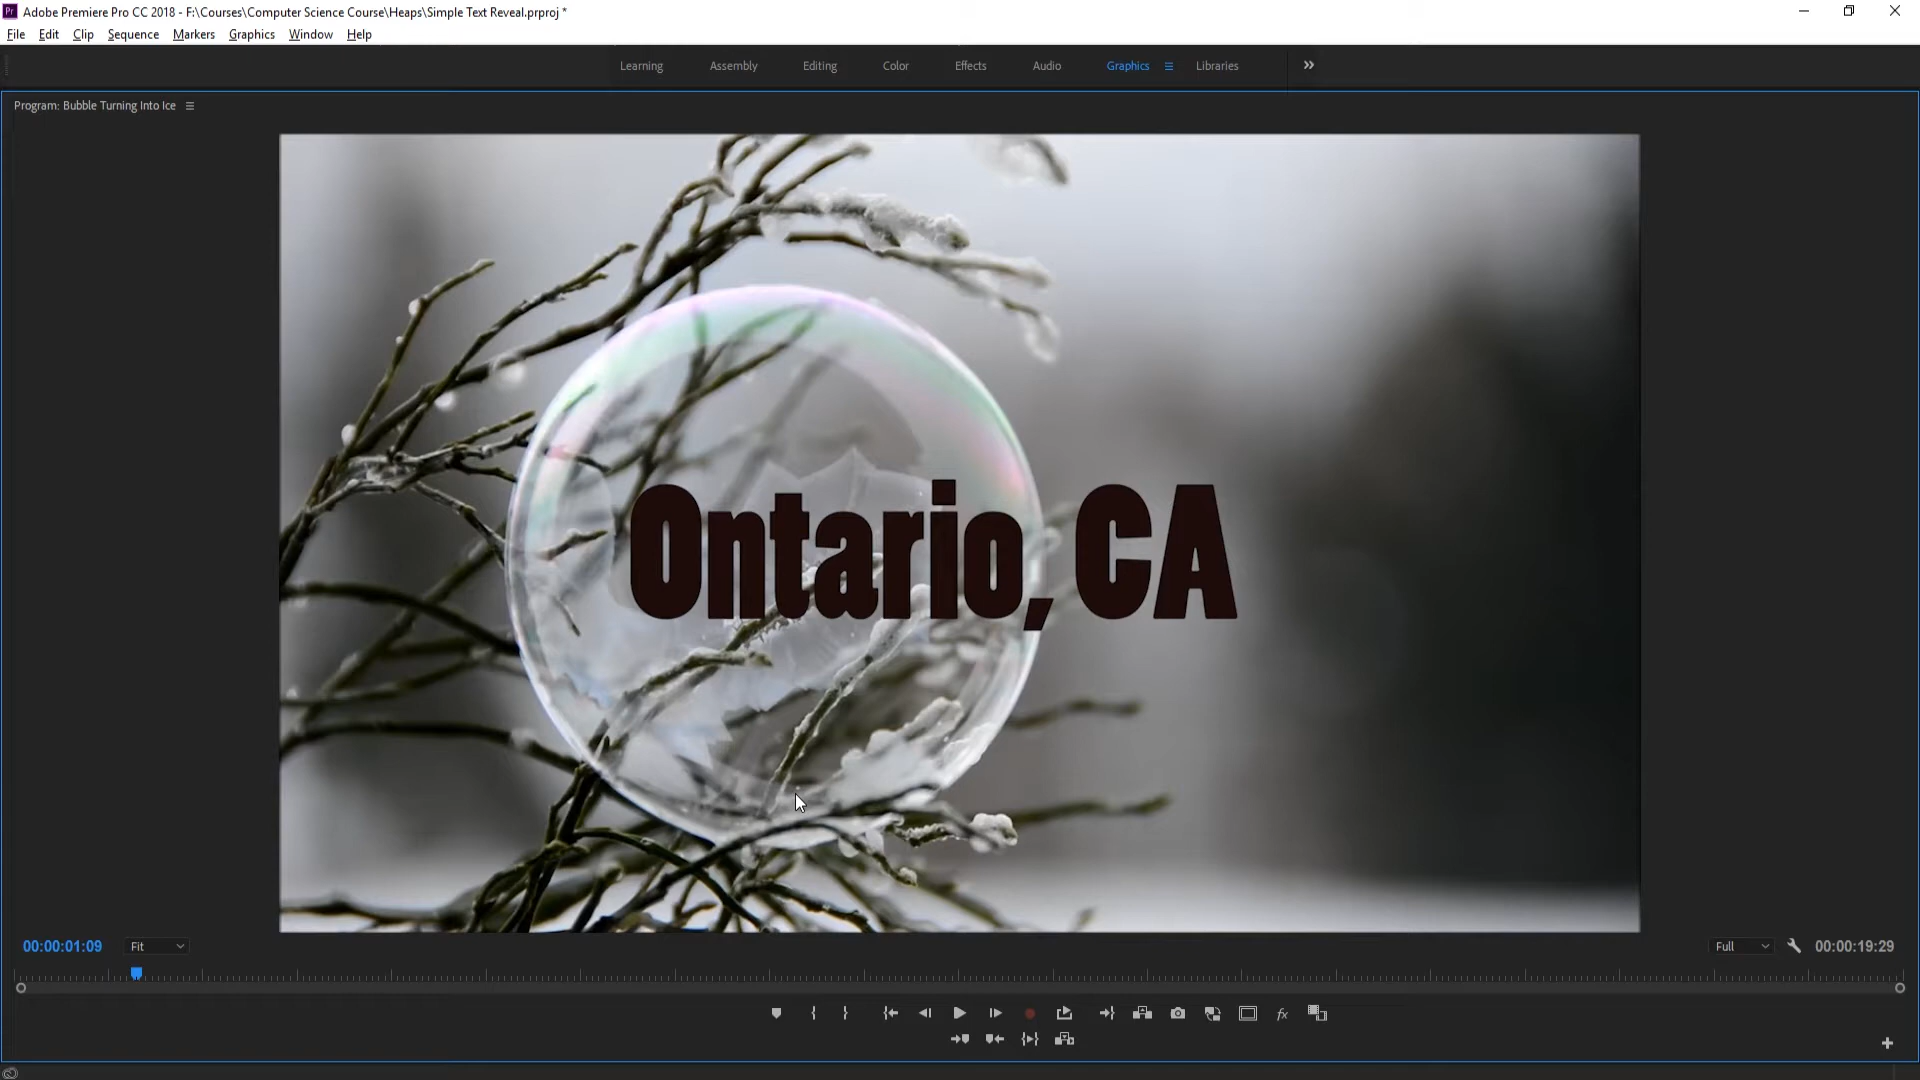 Pr Adobe Premiere Pro CC 2018 - F:\Courses\Computer Science Course\Heaps\Simple Text Reveal.prproj *
File Edit Clip Sequence Markers Graphics Window Help
Learning Assembly Editing Color Effects Audio Graphics Libraries
Program: Bubble Turning Into Ice
Ontario, CA
00:00:01:09 Fit Full 00:00:19:29
fx